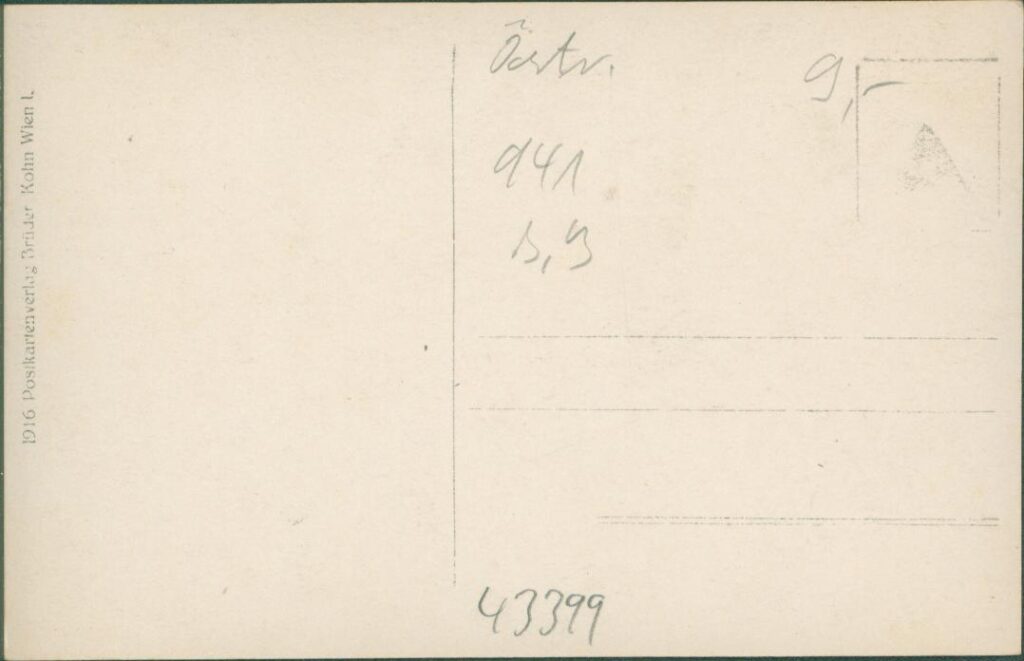 1916 Postkartenverlag Brüder Kohn Wien I.
Östr.
9,-
941
43399